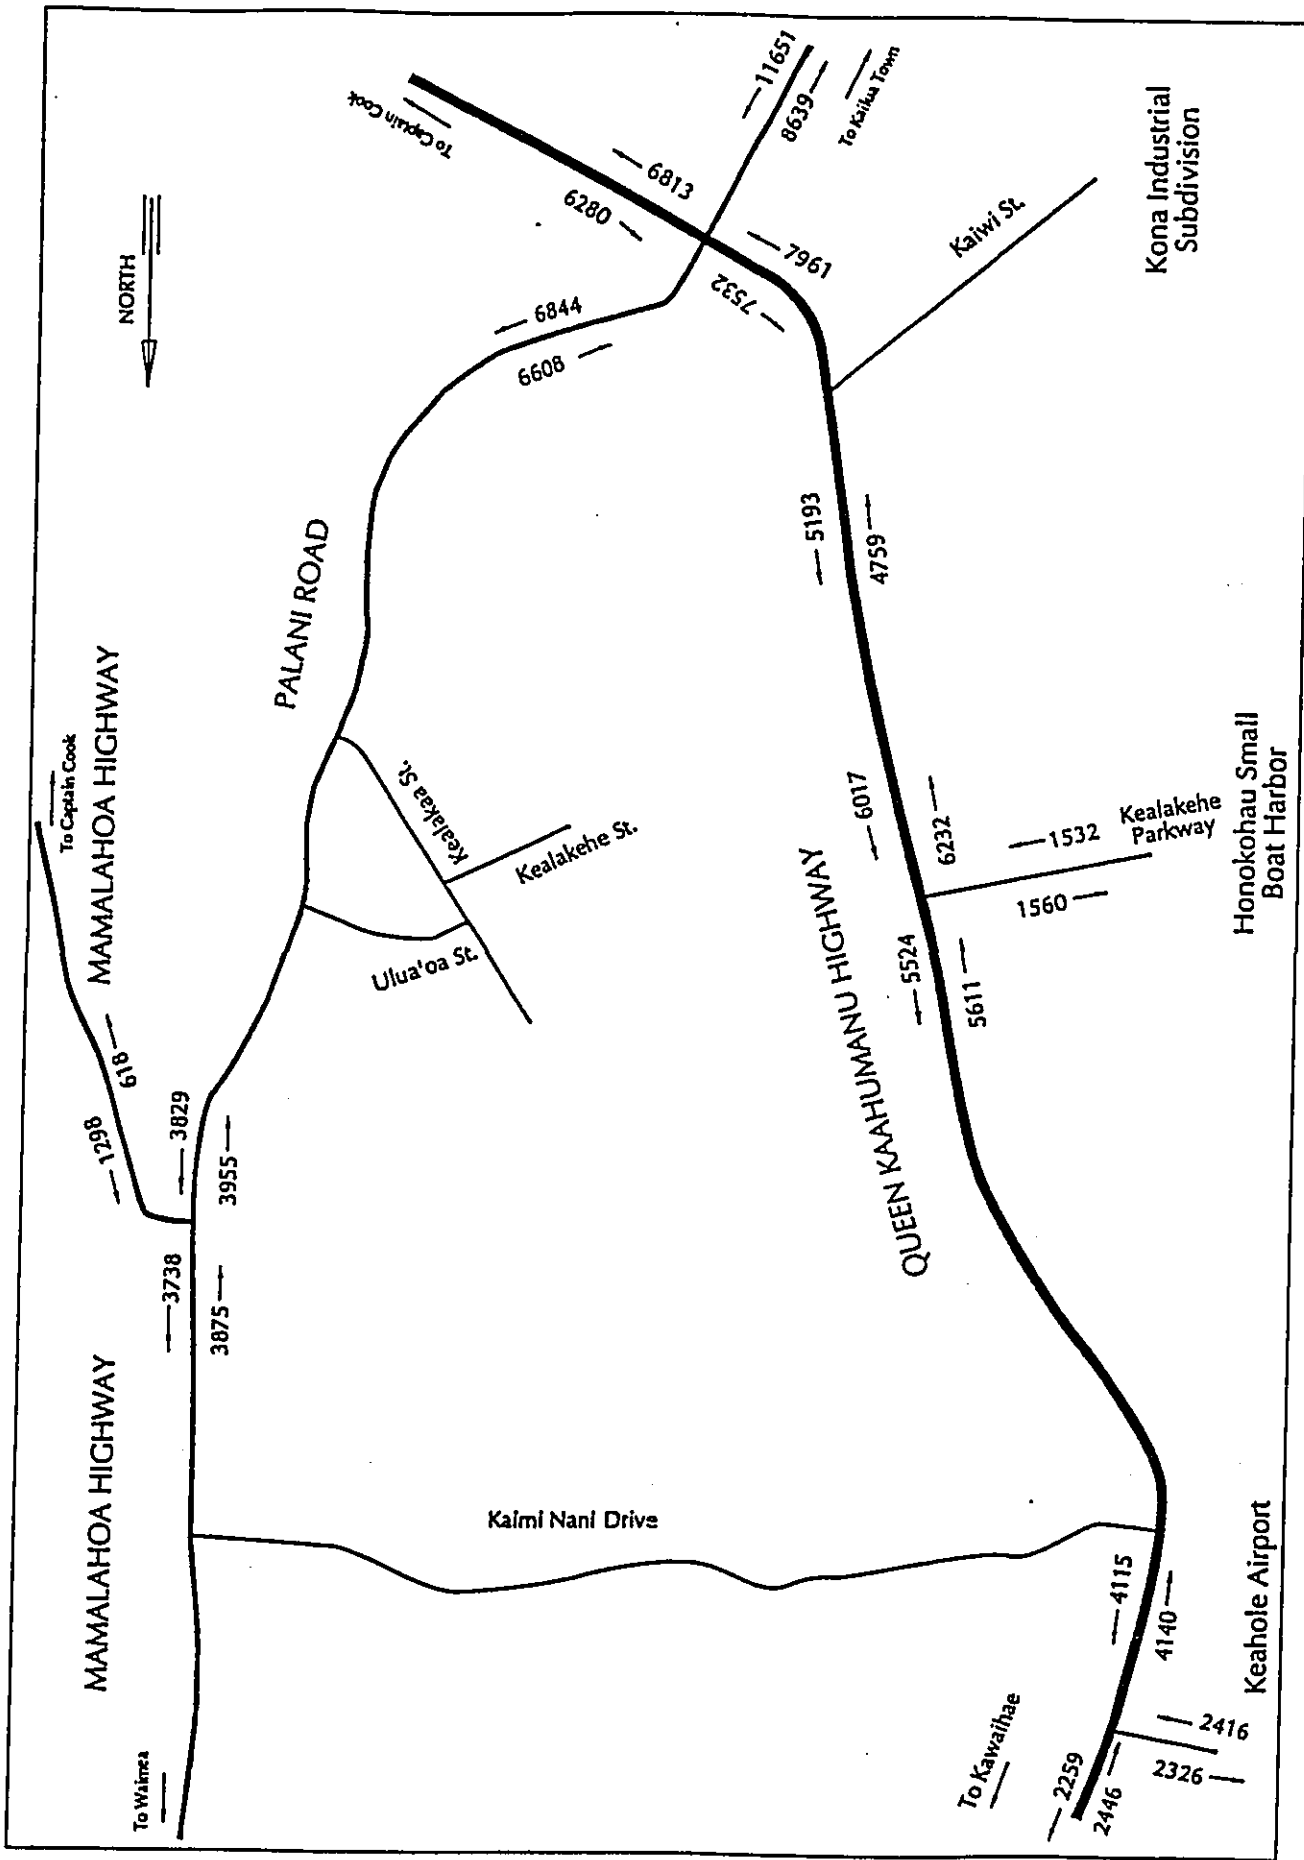 To Waimea
MAMALAHOA HIGHWAY
3738
3875
1298
618
3829
3955
MAMALAHOA HIGHWAY
To Captain Cook
PALANI ROAD
NORTH
Ulua'oa St.
Kealakaa St.
Kealakehe St.
6844
6608
6280
6813
To Captain Cook
11651
8639
To Kailua Town
7532
7961
Kaiwi St.
Kona Industrial
Subdivision
5193
4759
6017
6232
QUEEN KAAHUMANU HIGHWAY
5524
5611
1532
1560
Kealakehe
Parkway
Honokohau Small
Boat Harbor
Kaimi Nani Drive
4115
4140
Keahole Airport
To Kawaihae
2259
2446
2416
2326